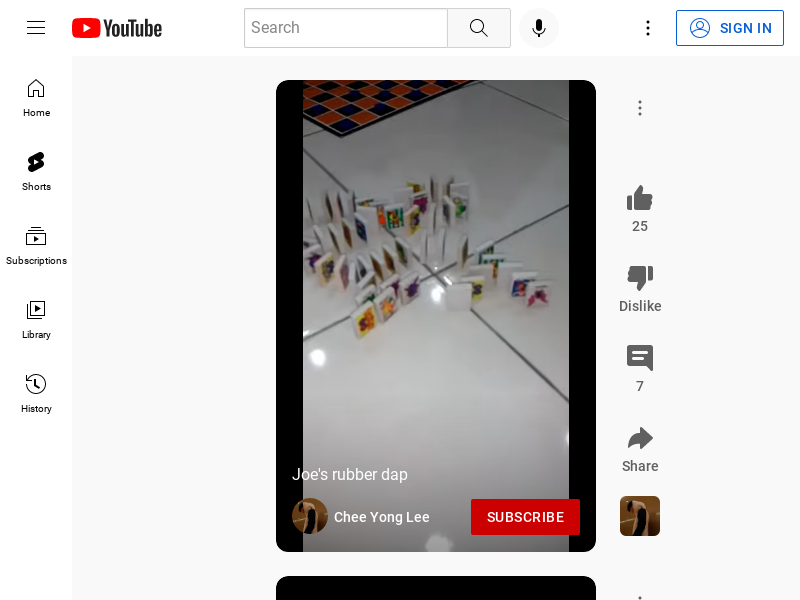 YouTube
Search
SIGN IN
Home
Shorts
Subscriptions
Library
History
25
Dislike
7
Share
Joe's rubber dap
Chee Yong Lee
SUBSCRIBE